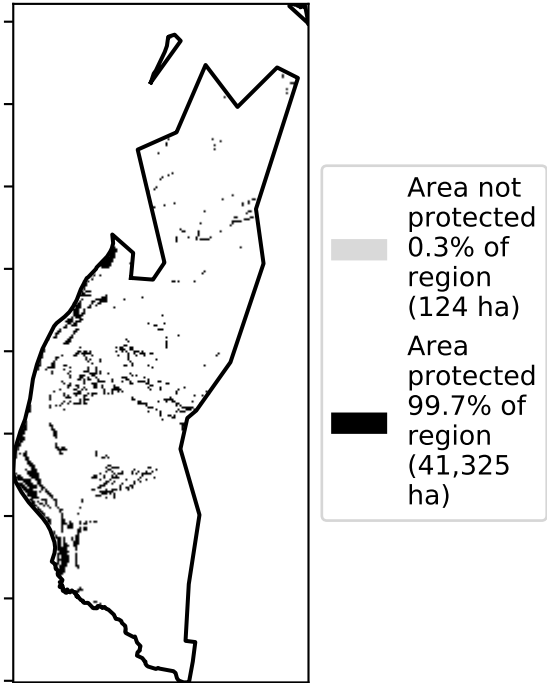 Area not
protected
0.3% of
region
(124 ha)
Area
protected
99.7% of
region
(41,325
ha)